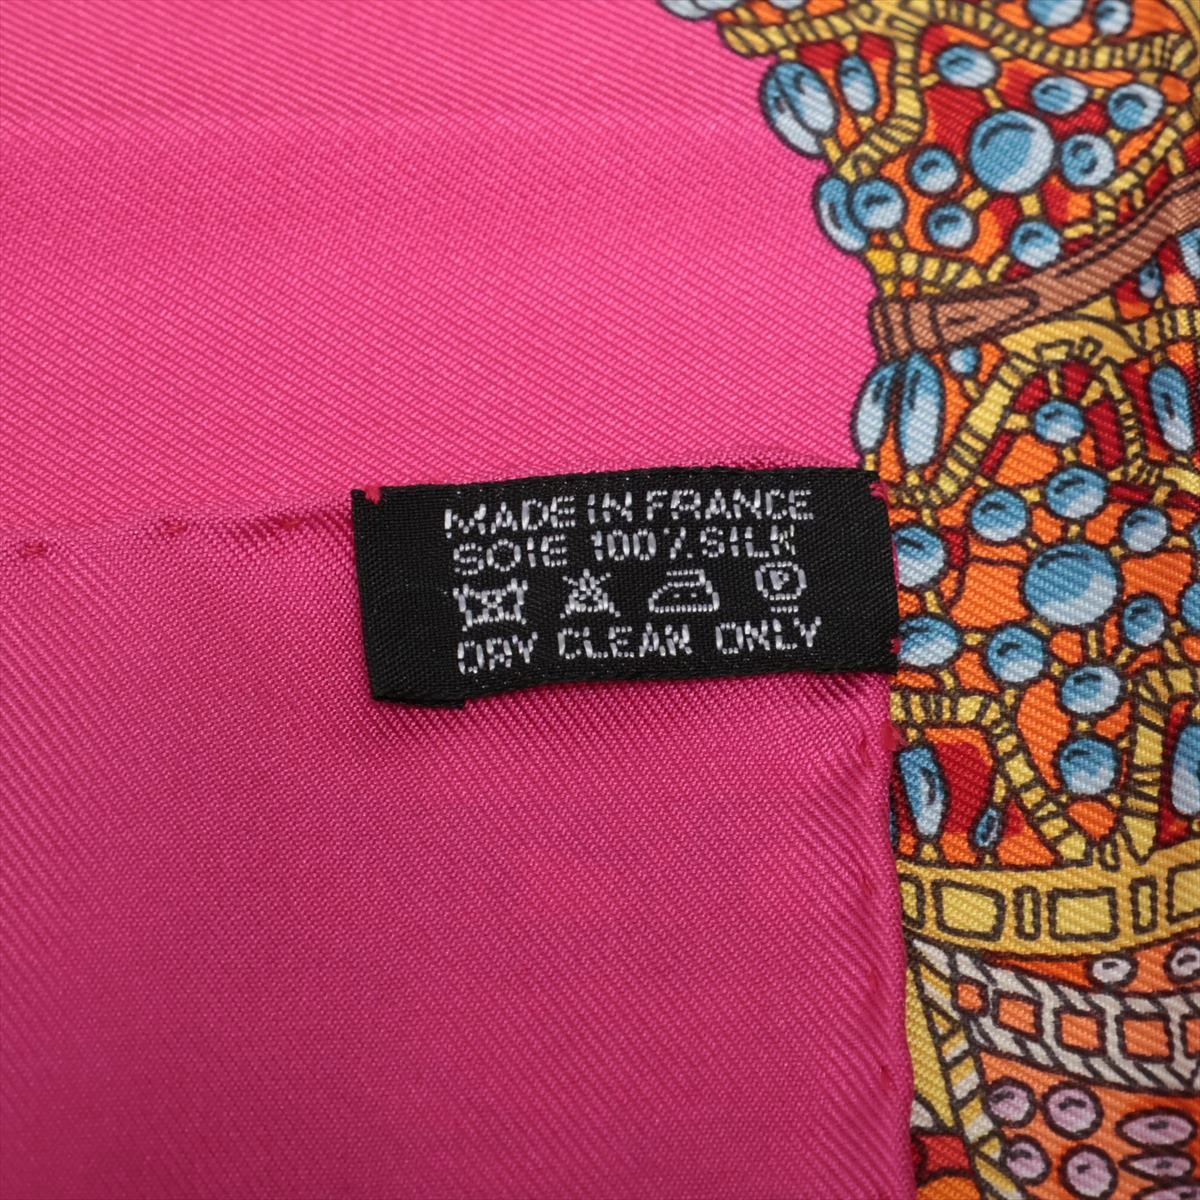 MADE IN FRANCE
SOIE 100% SILK
P
DRY CLEAN ONLY